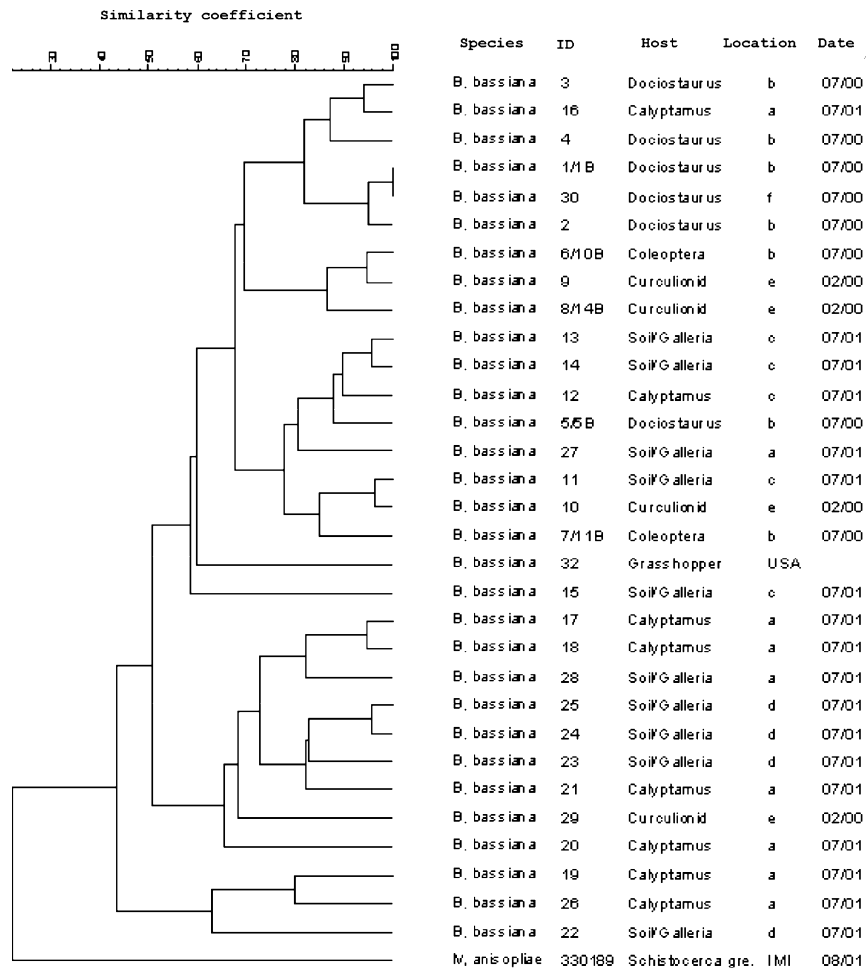 Similarity coefficient
30 40 50 60 70 80 90 100
Species ID Host Location Date
B. bassiana 3 Dociostaurus b 07/00
B. bassiana 16 Calyptamus a 07/01
B. bassiana 4 Dociostaurus b 07/00
B. bassiana 1/1B Dociostaurus b 07/00
B. bassiana 30 Dociostaurus f 07/00
B. bassiana 2 Dociostaurus b 07/00
B. bassiana 6/10B Coleoptera b 07/00
B. bassiana 9 Curculionid e 02/00
B. bassiana 8/14B Curculionid e 02/00
B. bassiana 13 Soil/Galleria c 07/01
B. bassiana 14 Soil/Galleria c 07/01
B. bassiana 12 Calyptamus c 07/01
B. bassiana 5/5B Dociostaurus b 07/00
B. bassiana 27 Soil/Galleria a 07/01
B. bassiana 11 Soil/Galleria c 07/01
B. bassiana 10 Curculionid e 02/00
B. bassiana 7/11B Coleoptera b 07/00
B. bassiana 32 Grasshopper USA
B. bassiana 15 Soil/Galleria c 07/01
B. bassiana 17 Calyptamus a 07/01
B. bassiana 18 Calyptamus a 07/01
B. bassiana 28 Soil/Galleria a 07/01
B. bassiana 25 Soil/Galleria d 07/01
B. bassiana 24 Soil/Galleria d 07/01
B. bassiana 23 Soil/Galleria d 07/01
B. bassiana 21 Calyptamus a 07/01
B. bassiana 29 Curculionid e 02/00
B. bassiana 20 Calyptamus a 07/01
B. bassiana 19 Calyptamus a 07/01
B. bassiana 26 Calyptamus a 07/01
B. bassiana 22 Soil/Galleria d 07/01
M. anisopliae 330189 Schistocerca gre. IMI 08/01